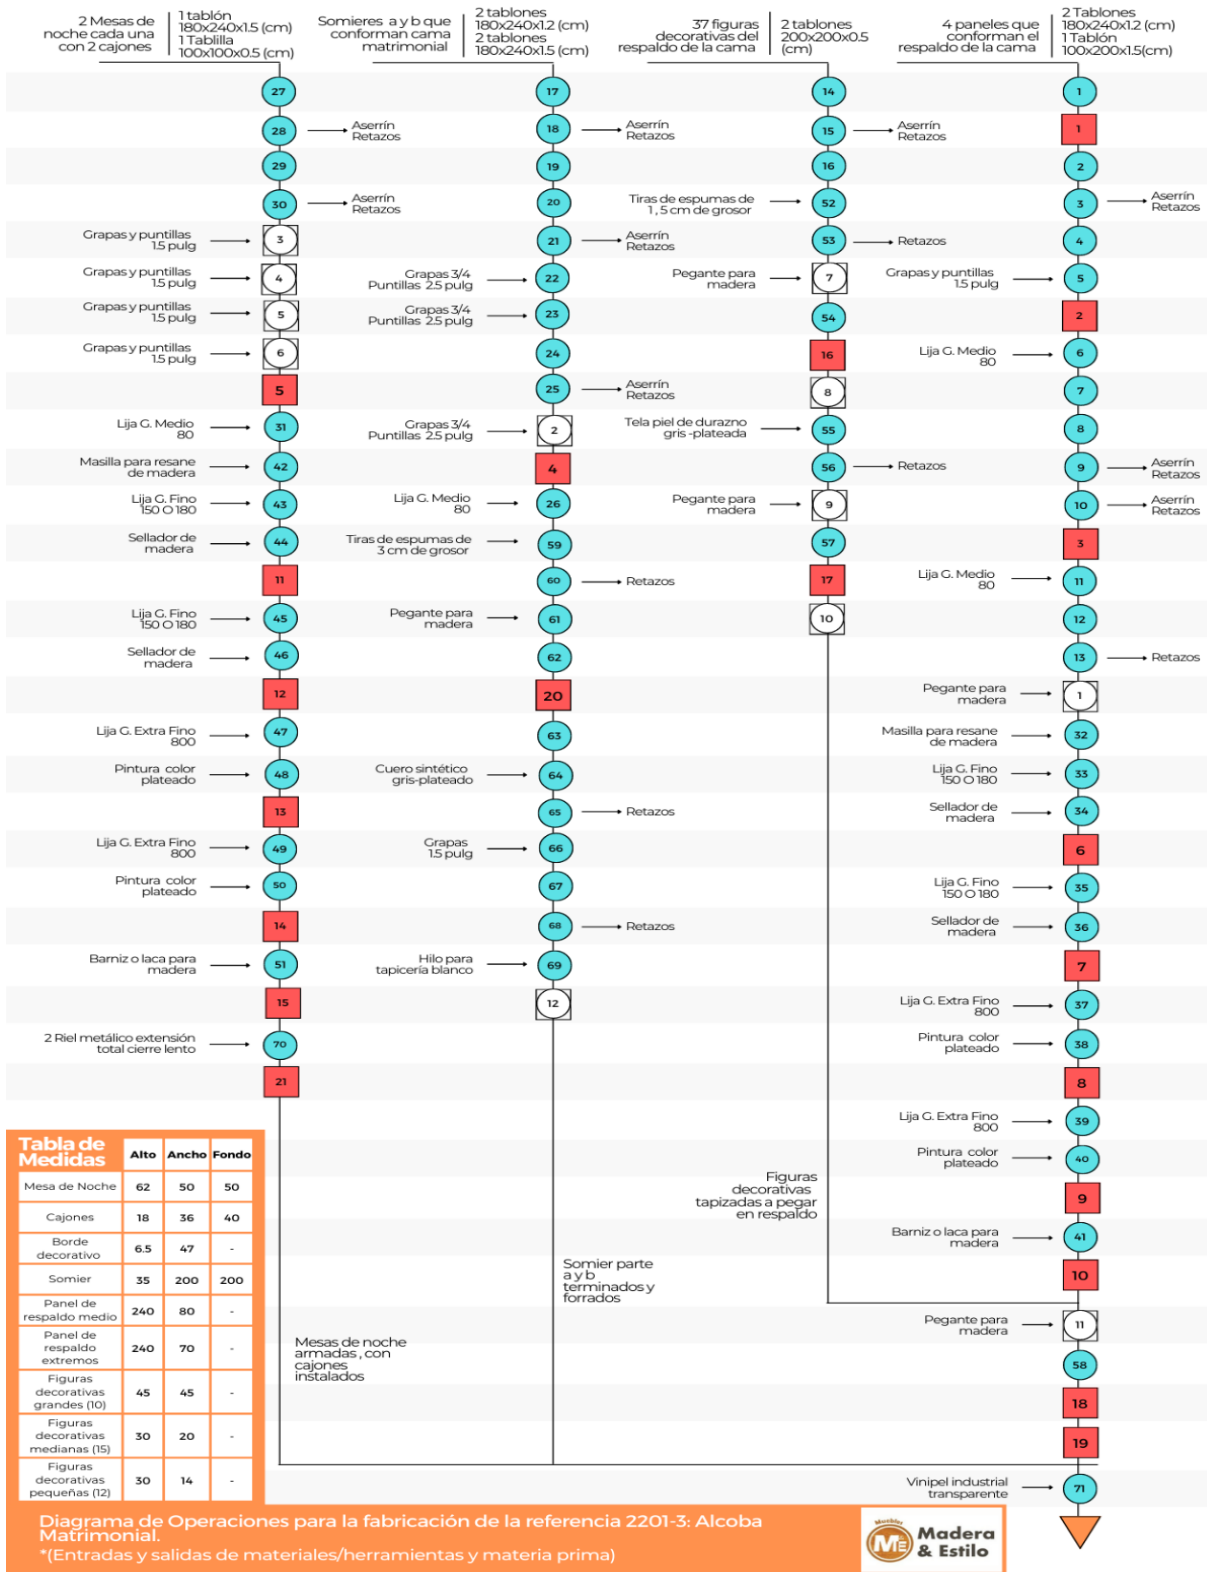 2 Mesas de
noche cada una
con 2 cajones
1 tablón
180x240x1.5 (cm)
1 Tablilla
100x100x0.5 (cm)
Somieres a y b que
conforman cama
matrimonial
2 tablones
180x240x1.2 (cm)
2 tablones
180x240x1.5 (cm)
37 figuras
decorativas del
respaldo de la cama
2 tablones
200x200x0.5
(cm)
4 paneles que
conforman el
respaldo de la cama
2 Tablones
180x240x1.2 (cm)
1 Tablón
100x200x1.5(cm)
27
28
Aserrín
Retazos
29
30
Aserrín
Retazos
Grapas y puntillas
1.5 pulg
3
Grapas y puntillas
1.5 pulg
4
Grapas y puntillas
1.5 pulg
5
Grapas y puntillas
1.5 pulg
6
5
Lija G. Medio
80
31
Masilla para resane
de madera
42
Lija G. Fino
150 O 180
43
Sellador de
madera
44
11
Lija G. Fino
150 O 180
45
Sellador de
madera
46
12
Lija G. Extra Fino
800
47
Pintura color
plateado
48
13
Lija G. Extra Fino
800
49
Pintura color
plateado
50
14
Barniz o laca para
madera
51
15
2 Riel metálico extensión
total cierre lento
70
21
Mesas de noche
armadas , con
cajones
instalados
17
18
Aserrín
Retazos
19
20
21
Aserrín
Retazos
Grapas 3/4
Puntillas 2.5 pulg
22
Grapas 3/4
Puntillas 2.5 pulg
23
24
25
Aserrín
Retazos
Grapas 3/4
Puntillas 2.5 pulg
2
4
Lija G. Medio
80
26
Tiras de espumas de
3 cm de grosor
59
60
Retazos
Pegante para
madera
61
62
20
63
Cuero sintético
gris-plateado
64
65
Retazos
Grapas
1.5 pulg
66
67
68
Retazos
Hilo para
tapicería blanco
69
12
Somier parte
a y b
terminados y
forrados
14
15
Aserrín
Retazos
16
Tiras de espumas de
1 , 5 cm de grosor
52
53
Retazos
Pegante para
madera
7
54
16
8
Tela piel de durazno
gris -plateada
55
56
Retazos
Pegante para
madera
9
57
17
10
Figuras
decorativas
tapizadas a pegar
en respaldo
1
1
2
3
Aserrín
Retazos
4
Grapas y puntillas
1.5 pulg
5
2
Lija G. Medio
80
6
7
8
9
Aserrín
Retazos
10
Aserrín
Retazos
3
Lija G. Medio
80
11
12
13
Retazos
Pegante para
madera
1
Masilla para resane
de madera
32
Lija G. Fino
150 O 180
33
Sellador de
madera
34
6
Lija G. Fino
150 O 180
35
Sellador de
madera
36
7
Lija G. Extra Fino
800
37
Pintura color
plateado
38
8
Lija G. Extra Fino
800
39
Pintura color
plateado
40
9
Barniz o laca para
madera
41
10
Pegante para
madera
11
58
18
19
Vinipel industrial
transparente
71
Tabla de
Medidas
Alto Ancho Fondo
Mesa de Noche 62 50 50
Cajones 18 36 40
Borde
decorativo 6.5 47 -
Somier 35 200 200
Panel de
respaldo medio 240 80 -
Panel de
respaldo
extremos 240 70 -
Figuras
decorativas
grandes (10) 45 45 -
Figuras
decorativas
medianas (15) 30 20 -
Figuras
decorativas
pequeñas (12) 30 14 -
Diagrama de Operaciones para la fabricación de la referencia 2201-3: Alcoba
Matrimonial.
*(Entradas y salidas de materiales/herramientas y materia prima)
Muebles
ME
Madera
& Estilo